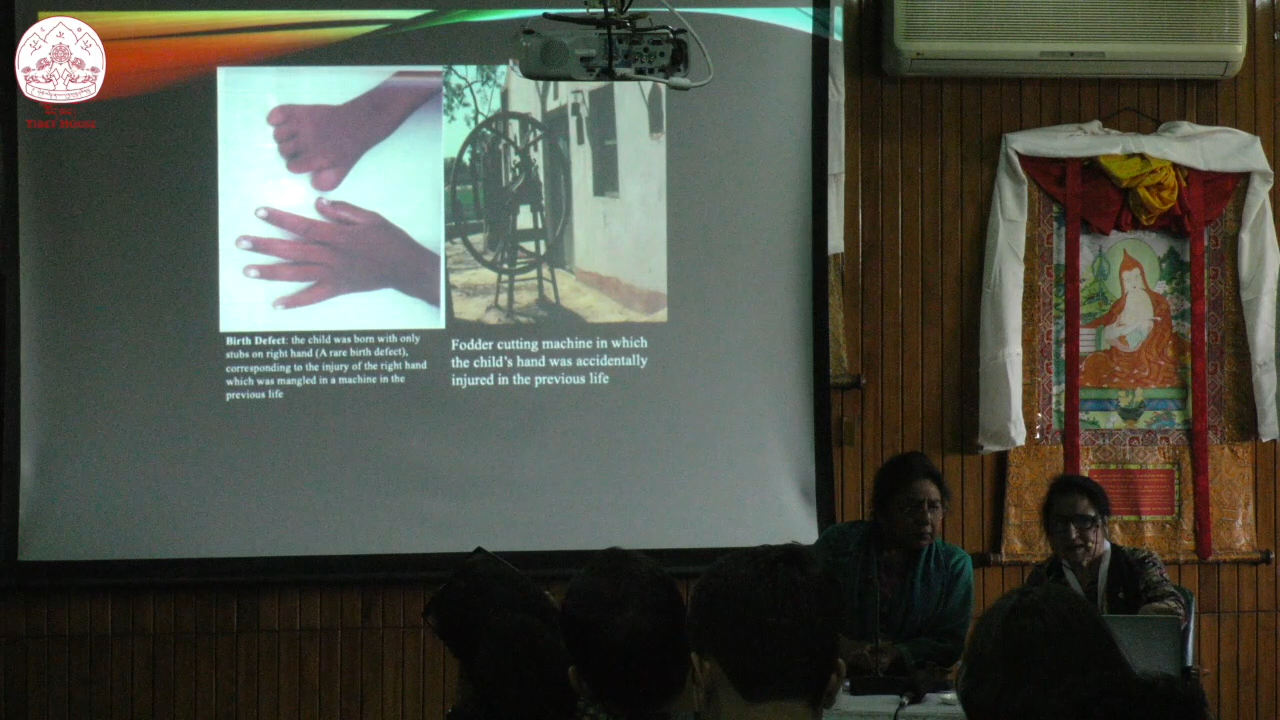 TIBET HOUSE
Birth Defect: the child was born with only
stubs on right hand (A rare birth defect),
corresponding to the injury of the right hand
which was mangled in a machine in the
previous life
Fodder cutting machine in which
the child's hand was accidentally
injured in the previous life